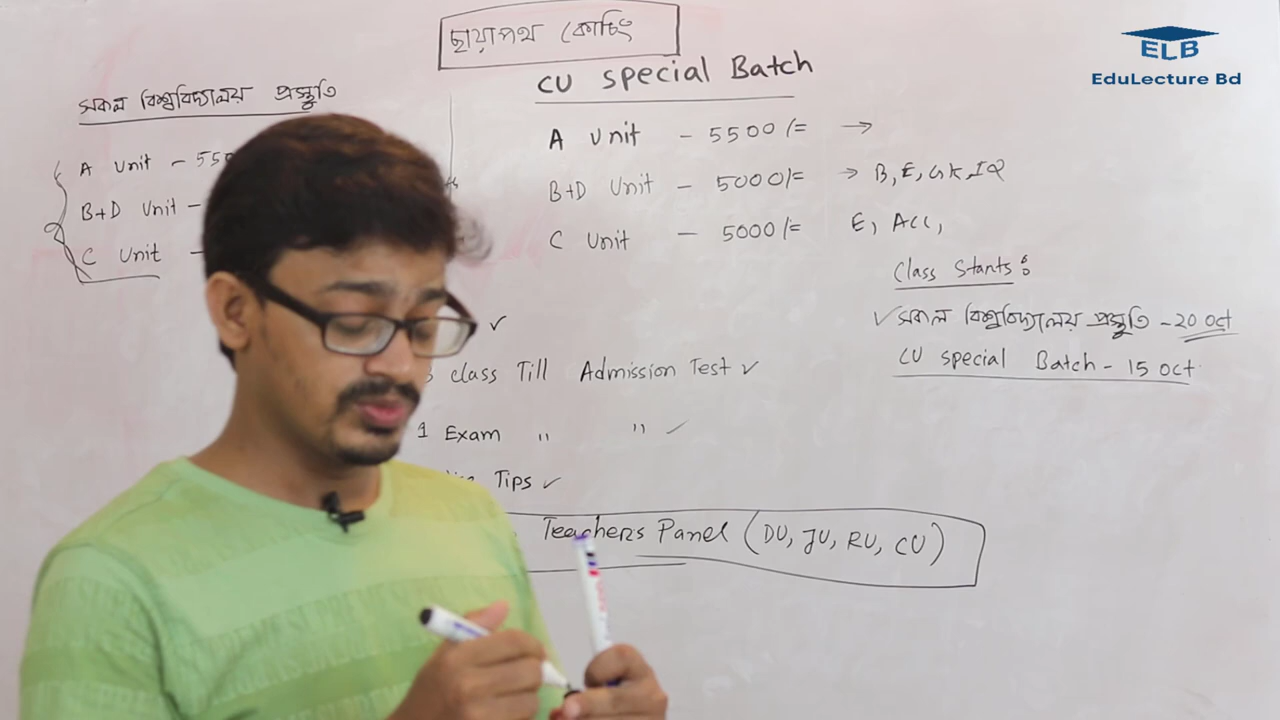 ছায়াপথ কোচিং
ELB
EduLecture Bd
সকল বিশ্ববিদ্যালয় প্রস্তুতি
A Unit - 55
B+D Unit -
C Unit -
CU special Batch
A Unit - 5500/= →
B+D Unit - 5000/= → B, E, GK, IQ
C Unit - 5000/= E, ACC,
Class Starts:
✓ সকল বিশ্ববিদ্যালয় প্রস্তুতি - 20 Oct
CU special Batch - 15 Oct
✓
class Till Admission Test ✓
1 Exam " " ✓
Tips ✓
Teachers Panel (DU, JU, RU, CU)